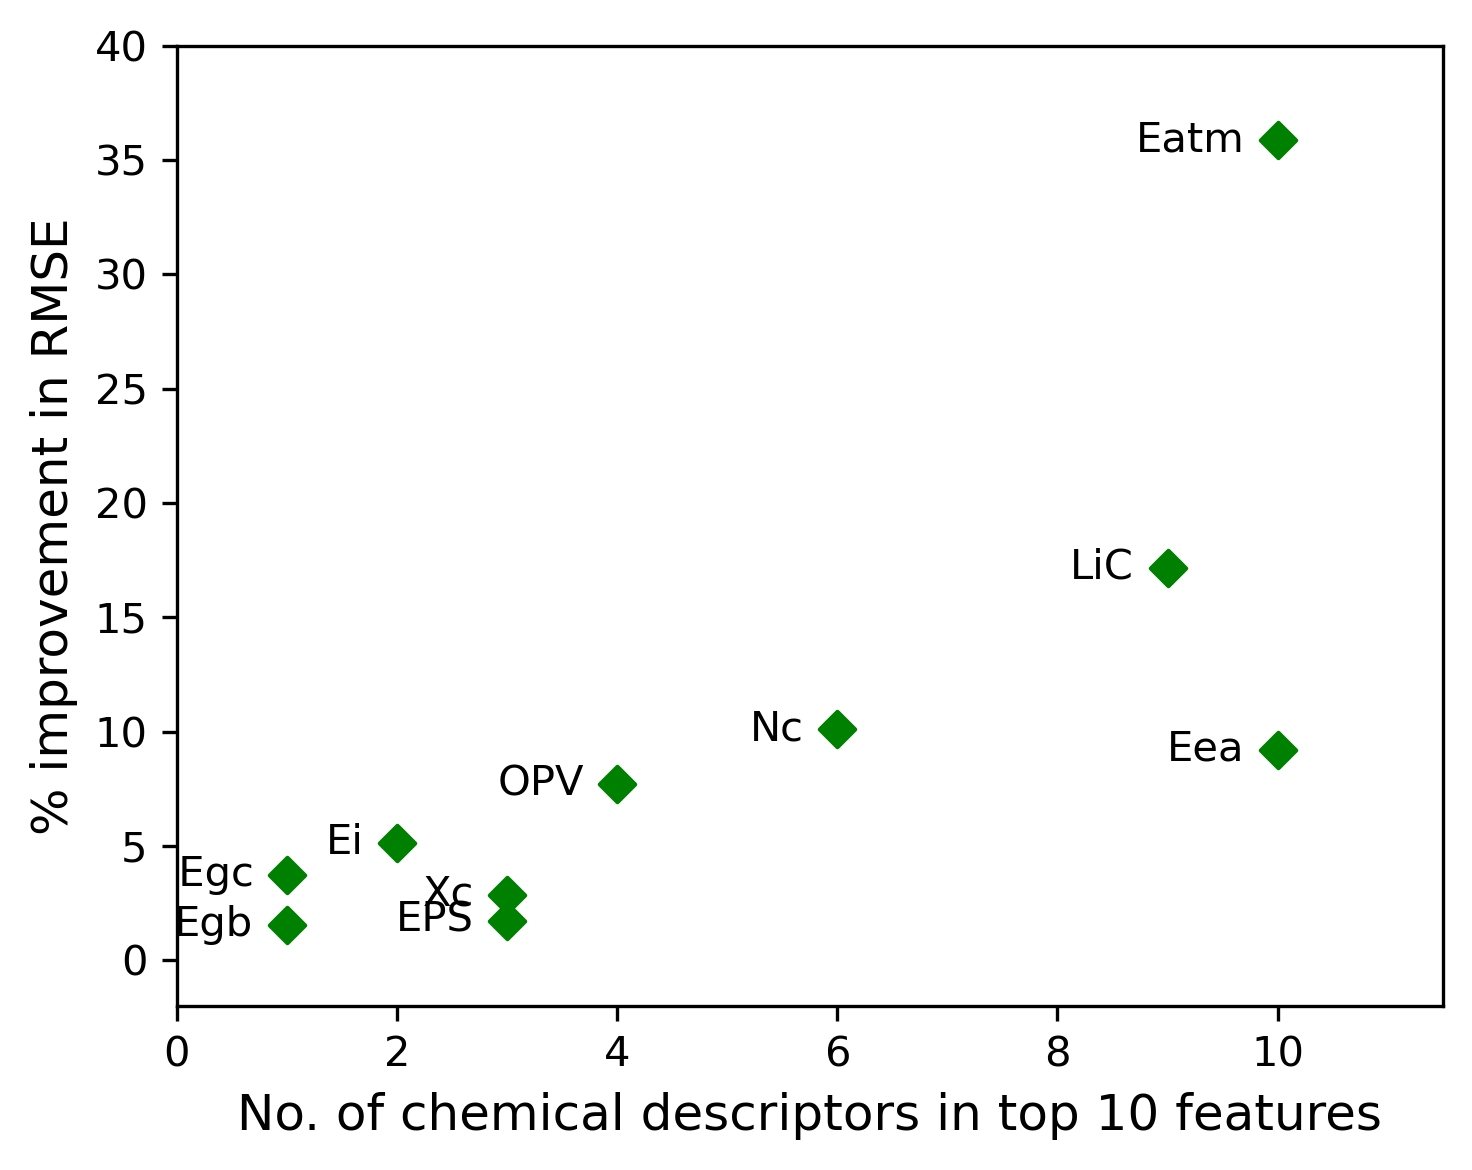 % improvement in RMSE
40
35
30
25
20
15
10
5
0
Eatm
LiC
Nc
Eea
OPV
Ei
Egc
Xc
EPS
Egb
0 2 4 6 8 10
No. of chemical descriptors in top 10 features